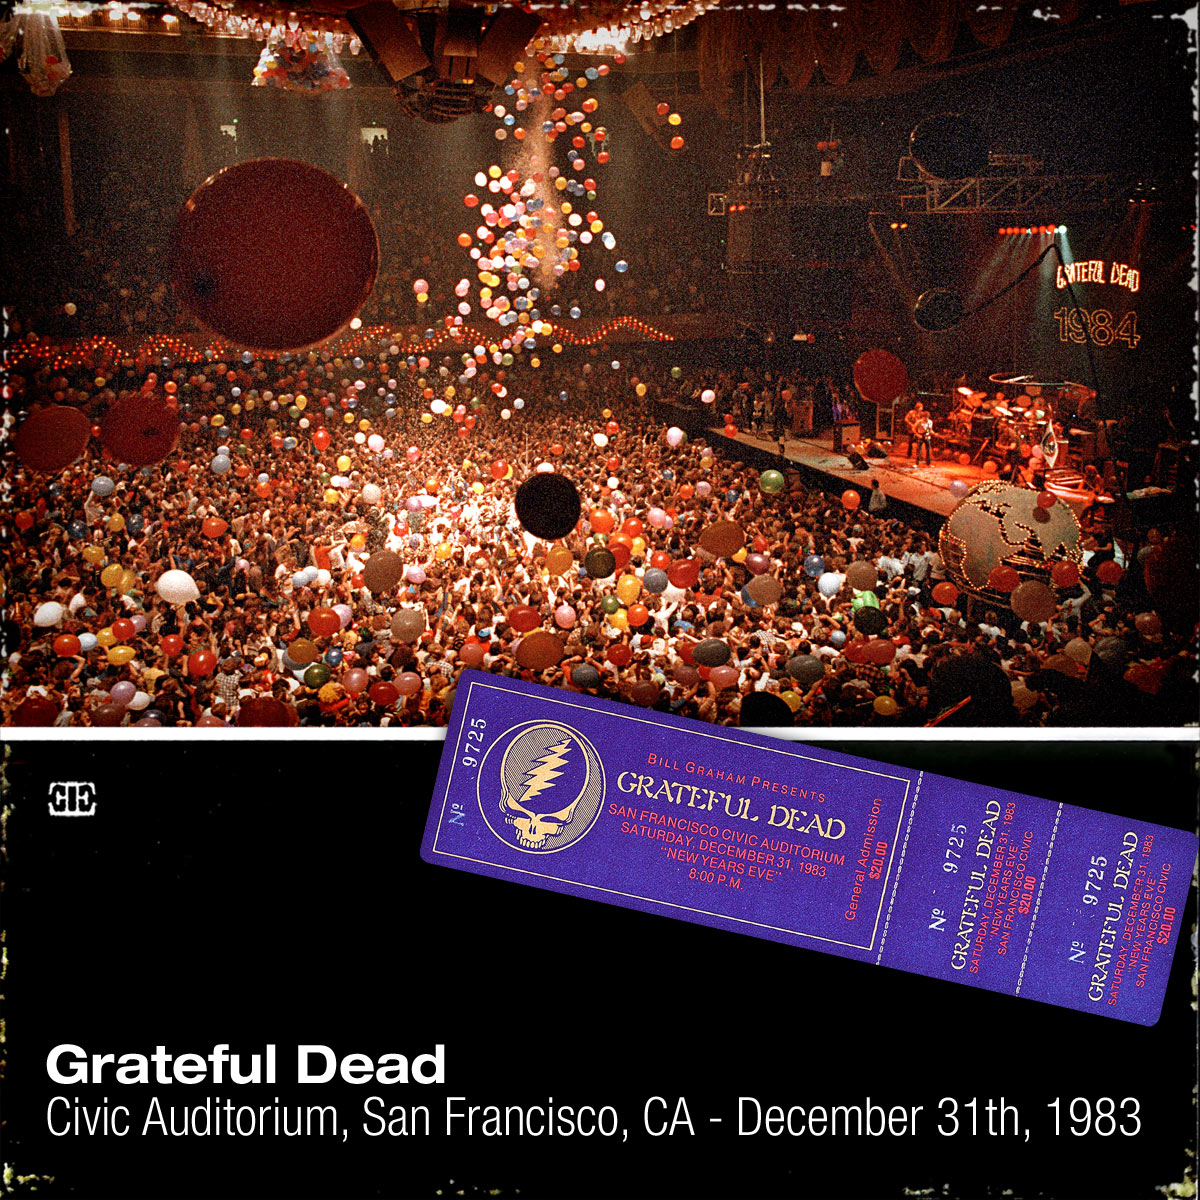 GRATEFUL DEAD
1984
Nº 9725
BILL GRAHAM PRESENTS
GRATEFUL DEAD
SAN FRANCISCO CIVIC AUDITORIUM
SATURDAY, DECEMBER 31, 1983
"NEW YEARS EVE"
8:00 P.M.
General Admission
$20.00
Nº 9725
GRATEFUL DEAD
SATURDAY, DECEMBER 31, 1983
"NEW YEARS EVE"
SAN FRANCISCO CIVIC
$20.00
Nº 9725
GRATEFUL DEAD
SATURDAY, DECEMBER 31, 1983
"NEW YEARS EVE"
SAN FRANCISCO CIVIC
$20.00
Grateful Dead
Civic Auditorium, San Francisco, CA - December 31th, 1983